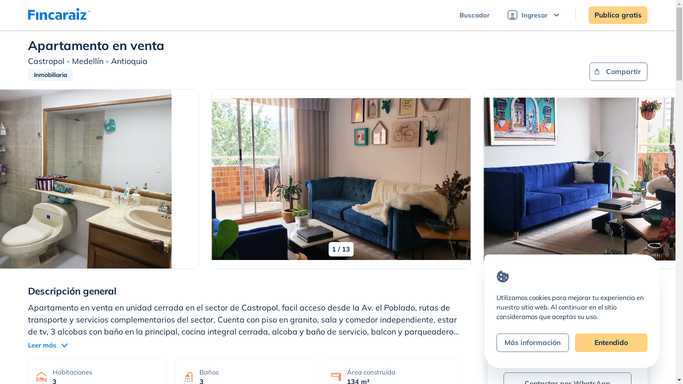 Fincaraiz
Buscador
Ingresar
Publica gratis
Apartamento en venta
Castropol - Medellín - Antioquia
Inmobiliaria
Compartir
1 / 13
Descripción general
Apartamento en venta en unidad cerrada en el sector de Castropol. facil acceso desde la Av. el Poblado, rutas de
transporte y servicios complementarios del sector, Cuenta con piso en granito, sala y comedor independiente, estar
de tv, 3 alcobas con baño en la principal, cocina integral cerrada, alcoba y baño de servicio, balcon y parqueadero...
Leer más
Habitaciones
3
Baños
3
Área construida
134 m²
Utilizamos cookies para mejorar tu experiencia en
nuestro sitio web. Al continuar en el sitio
consideramos que aceptas su uso.
Más información
Entendido
Contactar por WhatsApp